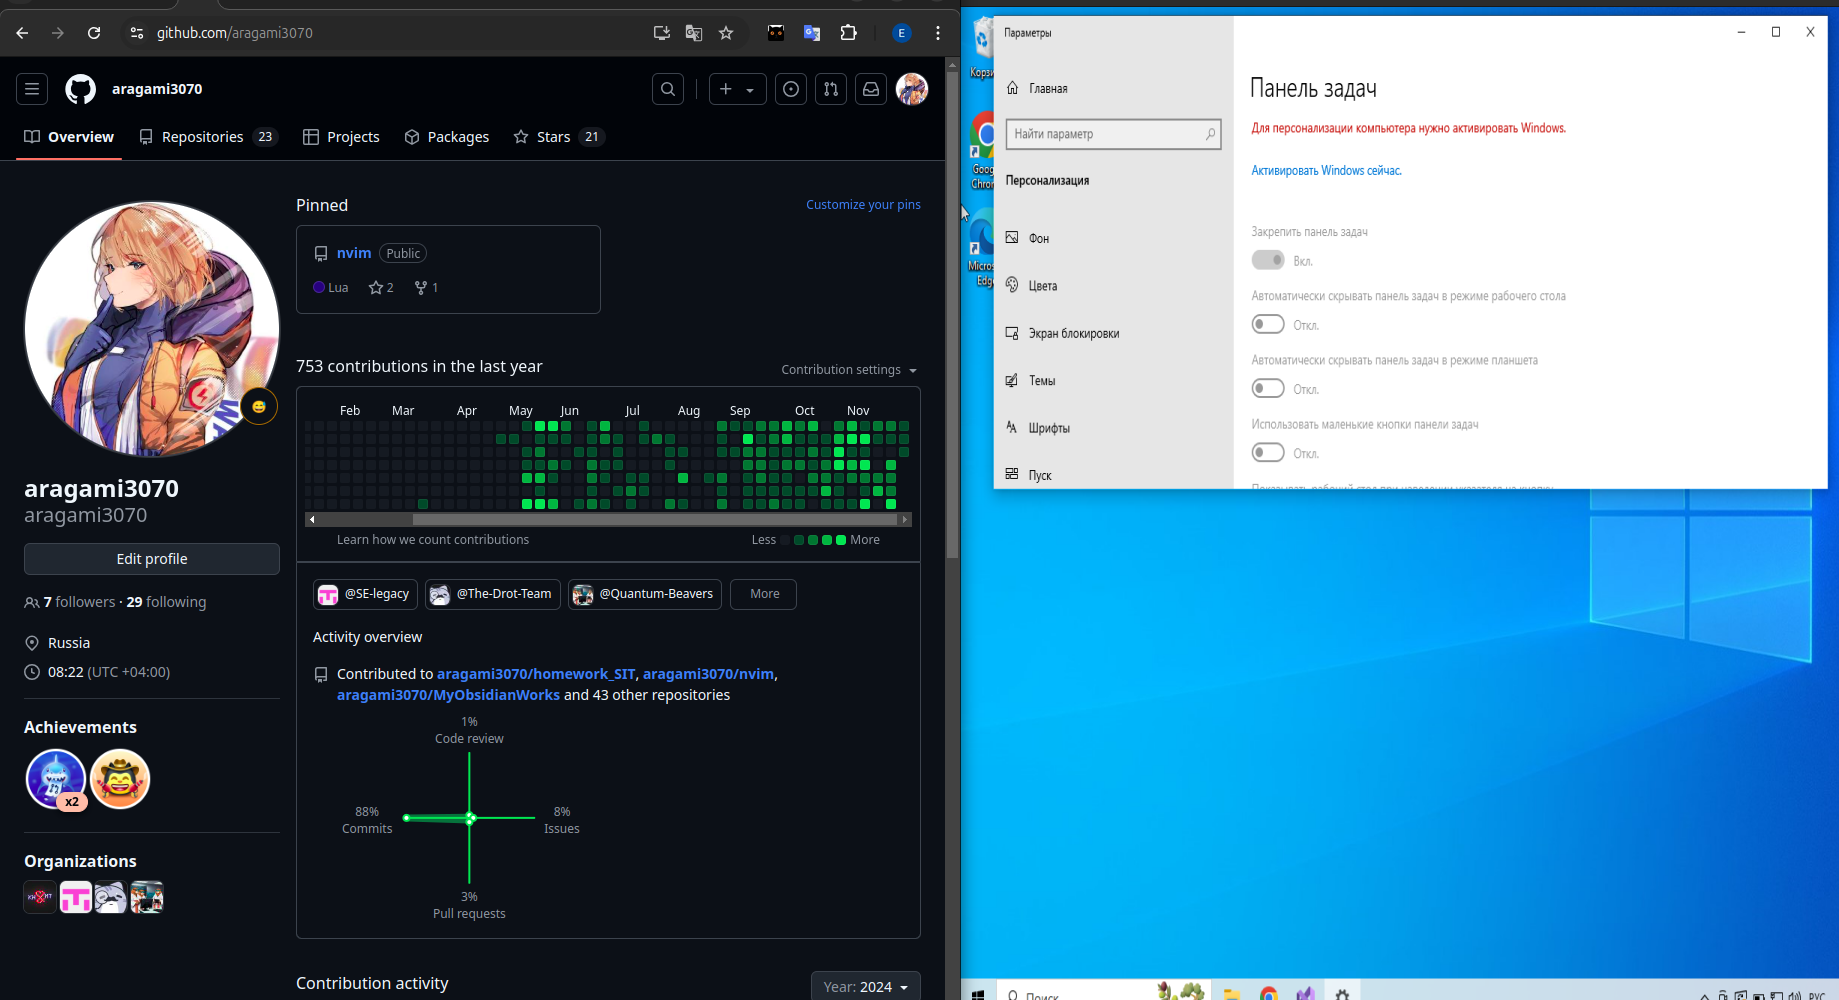 github.com/aragami3070
E
aragami3070
Overview
Repositories 23
Projects
Packages
Stars 21
aragami3070
aragami3070
Edit profile
7 followers · 29 following
Russia
08:22 (UTC +04:00)
Achievements
x2
Organizations
Pinned
Customize your pins
nvim Public
Lua 2 1
753 contributions in the last year
Contribution settings
Feb Mar Apr May Jun Jul Aug Sep Oct Nov
Learn how we count contributions
Less More
@SE-legacy @The-Drot-Team @Quantum-Beavers More
Activity overview
Contributed to aragami3070/homework_SIT, aragami3070/nvim,
aragami3070/MyObsidianWorks and 43 other repositories
1%
Code review
88%
Commits
8%
Issues
3%
Pull requests
Contribution activity
Year: 2024
Параметры
Главная
Найти параметр
Персонализация
Фон
Цвета
Экран блокировки
Темы
Шрифты
Пуск
Панель задач
Для персонализации компьютера нужно активировать Windows.
Активировать Windows сейчас.
Закрепить панель задач
Вкл.
Автоматически скрывать панель задач в режиме рабочего стола
Откл.
Автоматически скрывать панель задач в режиме планшета
Откл.
Использовать маленькие кнопки панели задач
Откл.
Поиск
РУС